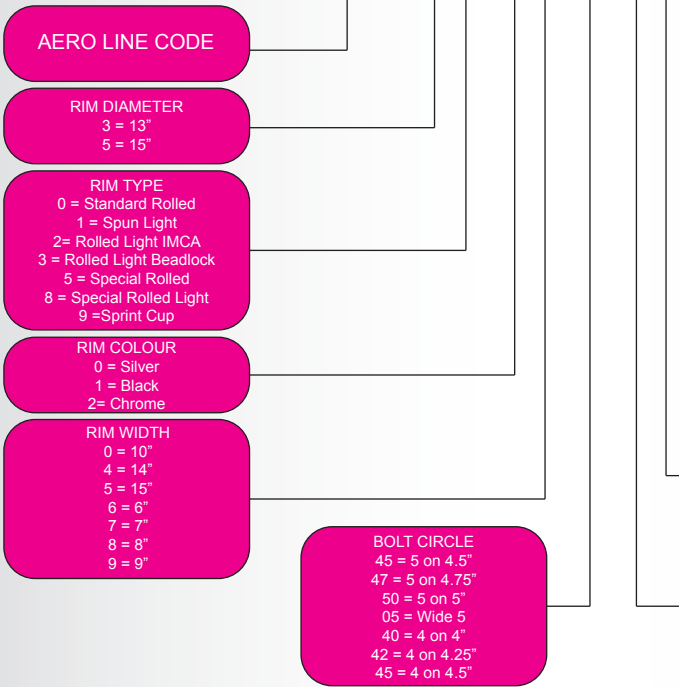 AERO LINE CODE
RIM DIAMETER
3 = 13”
5 = 15”
RIM TYPE
0 = Standard Rolled
1 = Spun Light
2= Rolled Light IMCA
3 = Rolled Light Beadlock
5 = Special Rolled
8 = Special Rolled Light
9 =Sprint Cup
RIM COLOUR
0 = Silver
1 = Black
2= Chrome
RIM WIDTH
0 = 10”
4 = 14”
5 = 15”
6 = 6”
7 = 7”
8 = 8”
9 = 9”
BOLT CIRCLE
45 = 5 on 4.5”
47 = 5 on 4.75”
50 = 5 on 5”
05 = Wide 5
40 = 4 on 4”
42 = 4 on 4.25”
45 = 4 on 4.5”